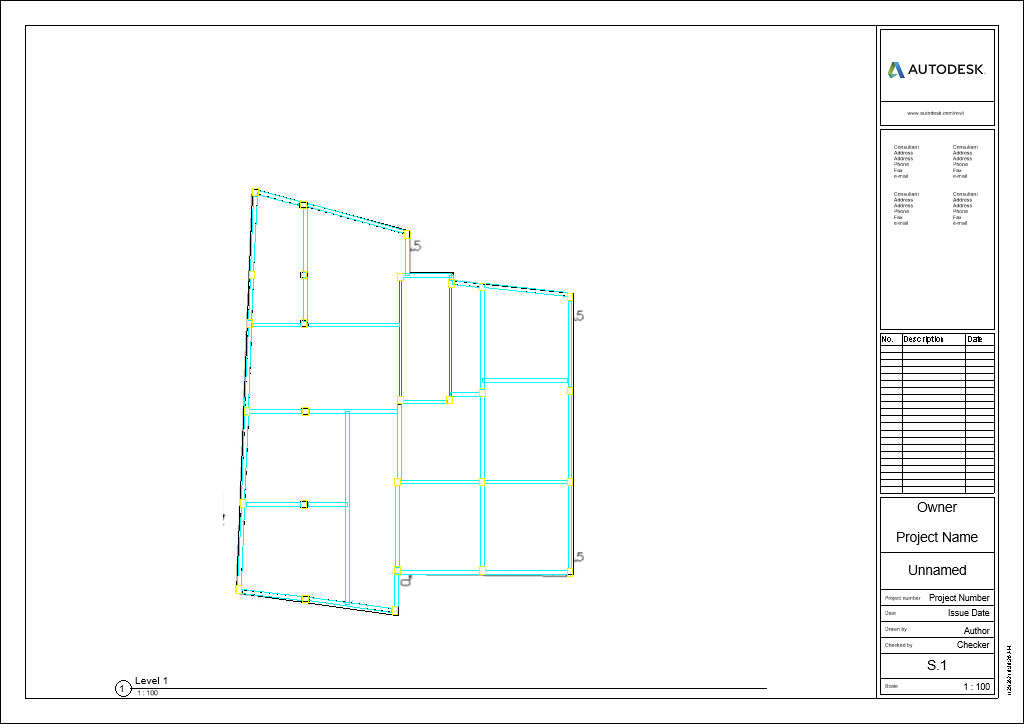 .5
.5
.5
1
Level 1
1 : 100
AUTODESK
www.autodesk.com/revit
Consultant
Address
Address
Phone
Fax
e-mail
Consultant
Address
Address
Phone
Fax
e-mail
Consultant
Address
Address
Phone
Fax
e-mail
Consultant
Address
Address
Phone
Fax
e-mail
No. Description Date
Owner
Project Name
Unnamed
Project number Project Number
Date Issue Date
Drawn by Author
Checked by Checker
S.1
Scale 1 : 100